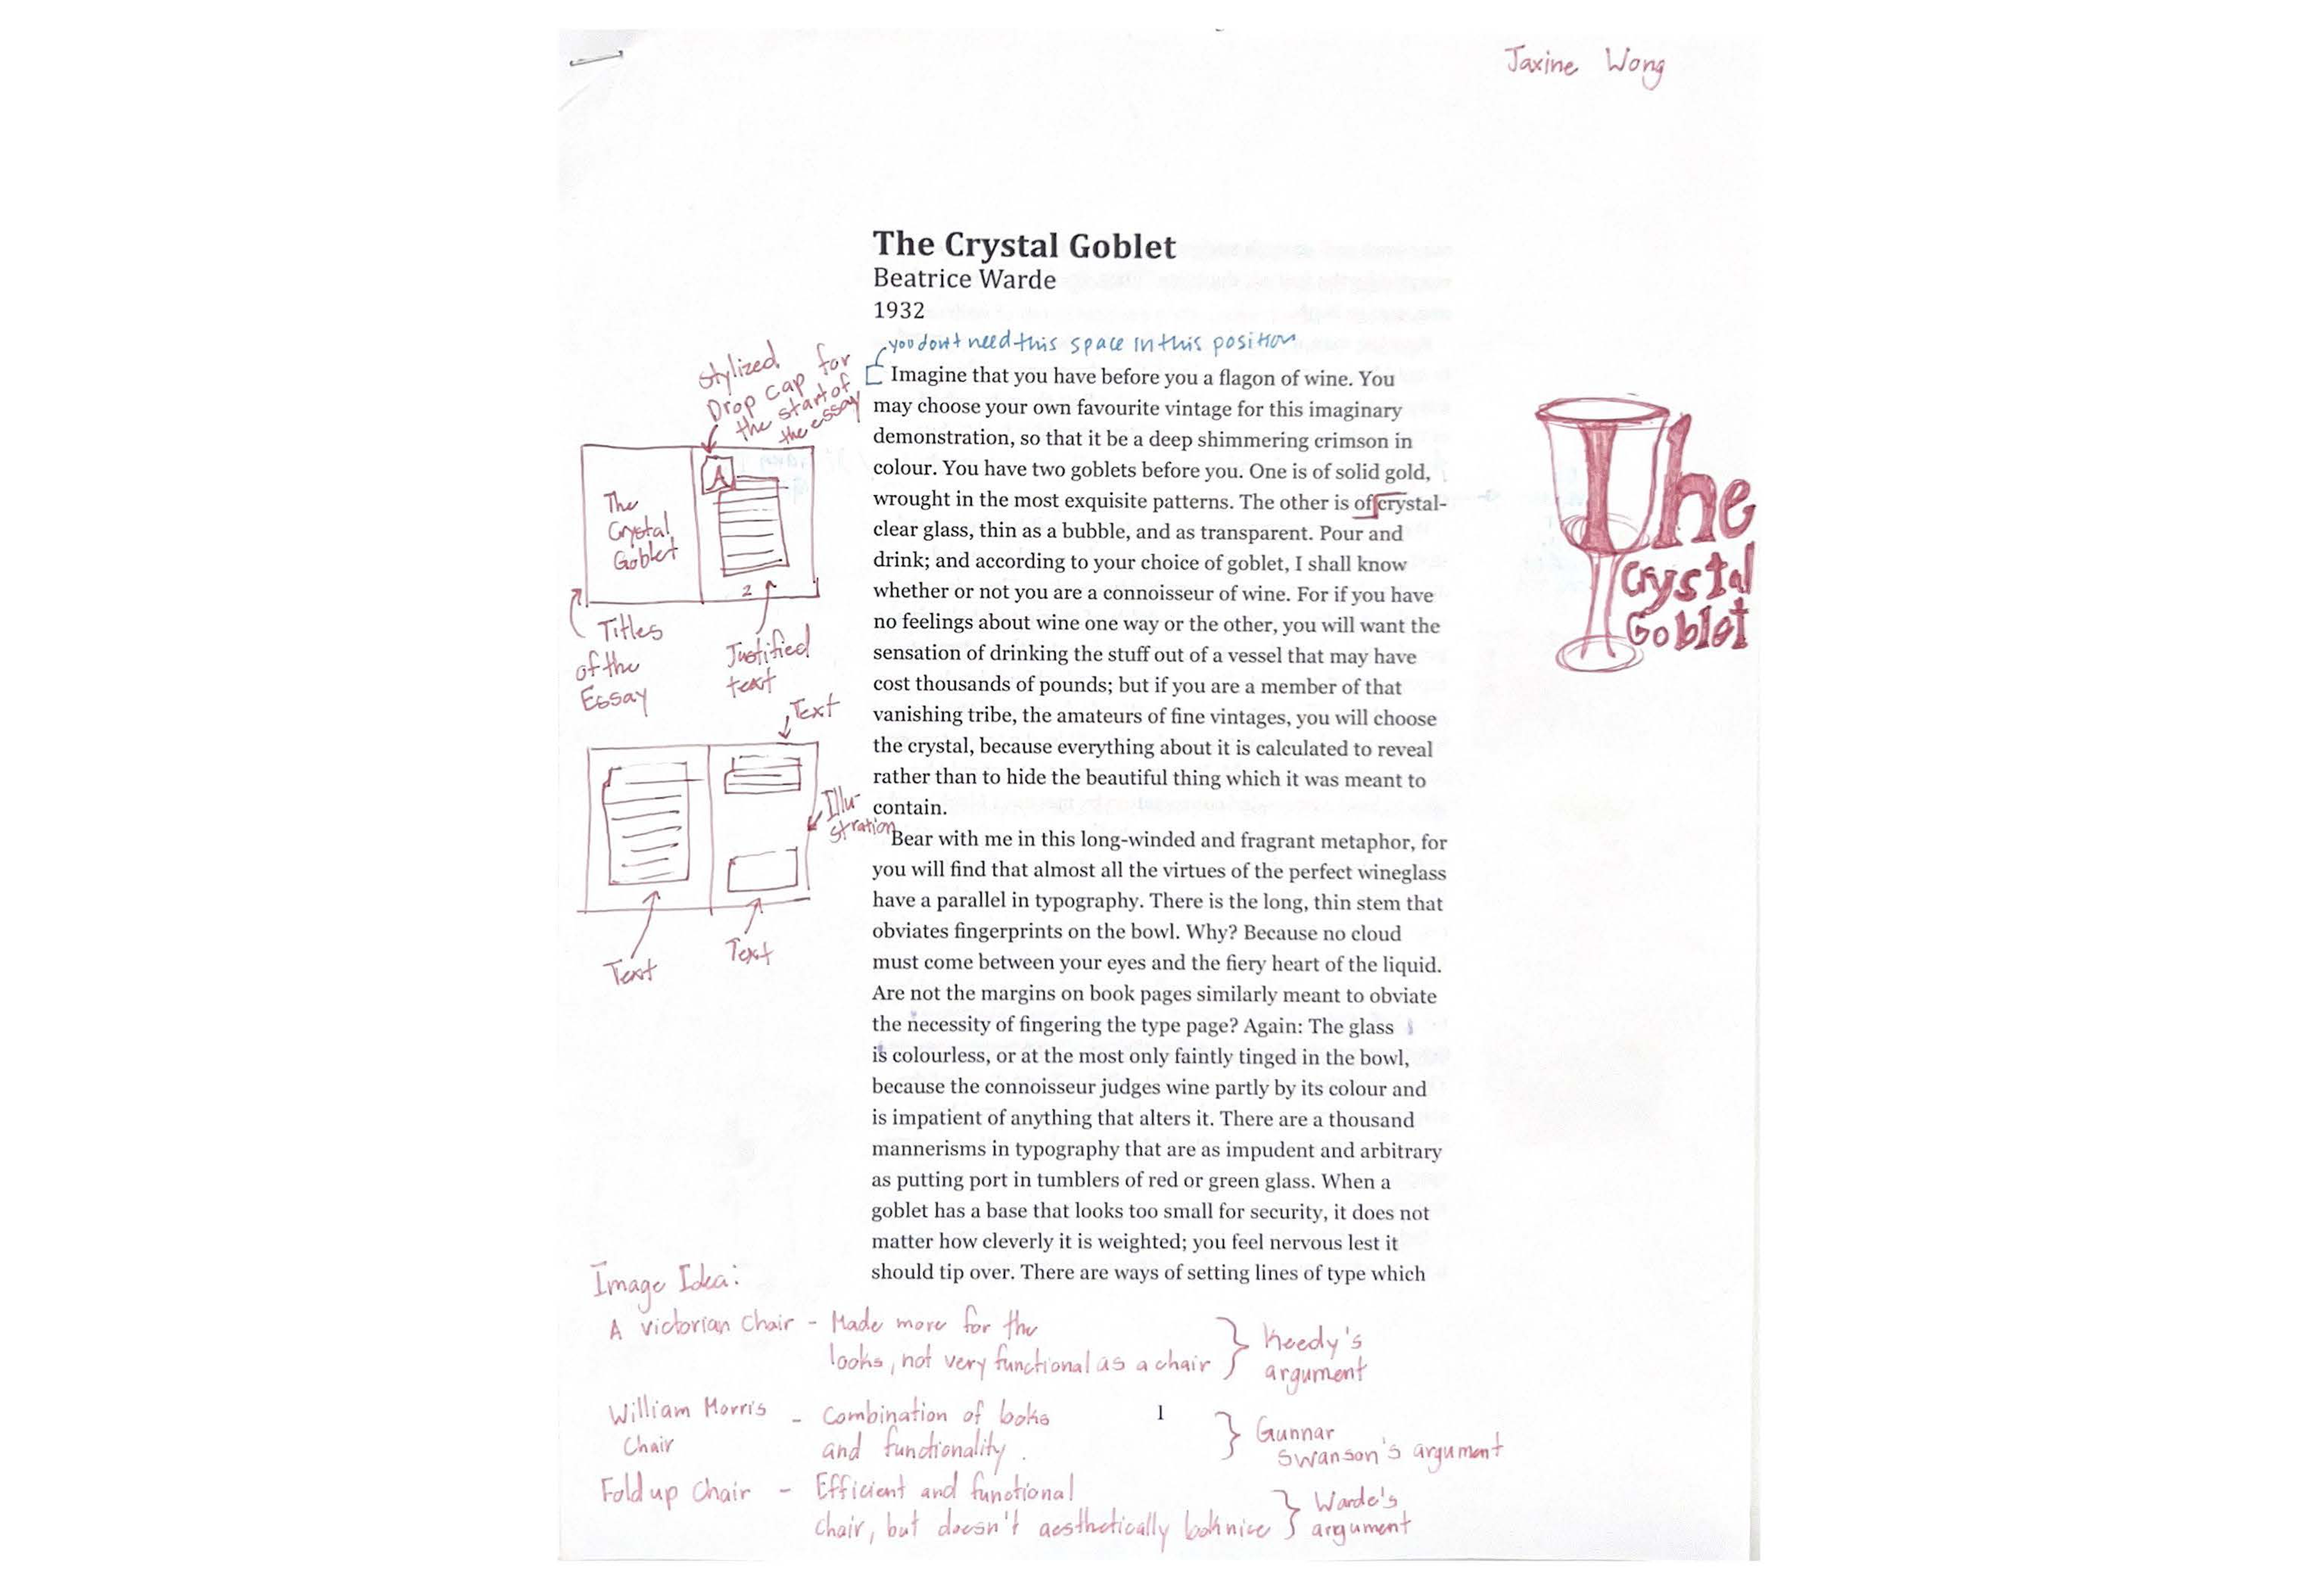 Jaxine Wong
The Crystal Goblet
Beatrice Warde
1932
you dont need this space in this position
Imagine that you have before you a flagon of wine. You
may choose your own favourite vintage for this imaginary
demonstration, so that it be a deep shimmering crimson in
colour. You have two goblets before you. One is of solid gold,
wrought in the most exquisite patterns. The other is of crystal-
clear glass, thin as a bubble, and as transparent. Pour and
drink; and according to your choice of goblet, I shall know
whether or not you are a connoisseur of wine. For if you have
no feelings about wine one way or the other, you will want the
sensation of drinking the stuff out of a vessel that may have
cost thousands of pounds; but if you are a member of that
vanishing tribe, the amateurs of fine vintages, you will choose
the crystal, because everything about it is calculated to reveal
rather than to hide the beautiful thing which it was meant to
contain.
Bear with me in this long-winded and fragrant metaphor, for
you will find that almost all the virtues of the perfect wineglass
have a parallel in typography. There is the long, thin stem that
obviates fingerprints on the bowl. Why? Because no cloud
must come between your eyes and the fiery heart of the liquid.
Are not the margins on book pages similarly meant to obviate
the necessity of fingering the type page? Again: The glass
is colourless, or at the most only faintly tinged in the bowl,
because the connoisseur judges wine partly by its colour and
is impatient of anything that alters it. There are a thousand
mannerisms in typography that are as impudent and arbitrary
as putting port in tumblers of red or green glass. When a
goblet has a base that looks too small for security, it does not
matter how cleverly it is weighted; you feel nervous lest it
should tip over. There are ways of setting lines of type which
Stylized
Drop cap for
the start of
the essay
The
Crystal
Goblet
A
2
Titles
of the
Essay
Justified
text
Text
Illu-
stration
Text
Text
The
Crystal
Goblet
Image Idea:
A Victorian Chair - Made more for the
looks, not very functional as a chair
Keedy's
argument
William Morris
Chair
- Combination of looks
and functionality.
1
Gunnar
Swanson's argument
Fold up Chair - Efficient and functional
chair, but doesn't aesthetically look nice
Warde's
argument